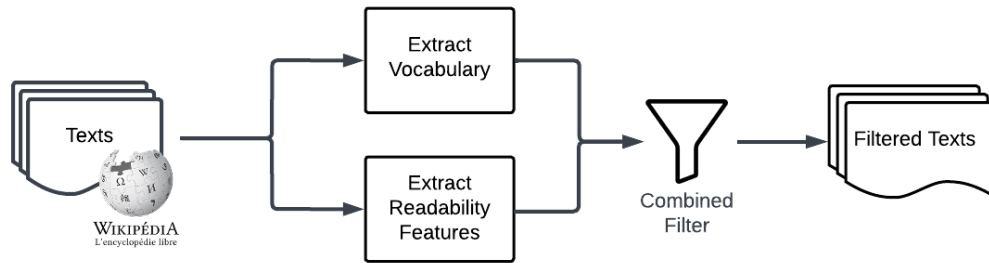 Texts
WIKIPÉDIA
L'encyclopédie libre
Extract
Vocabulary
Extract
Readability
Features
Combined
Filter
Filtered Texts